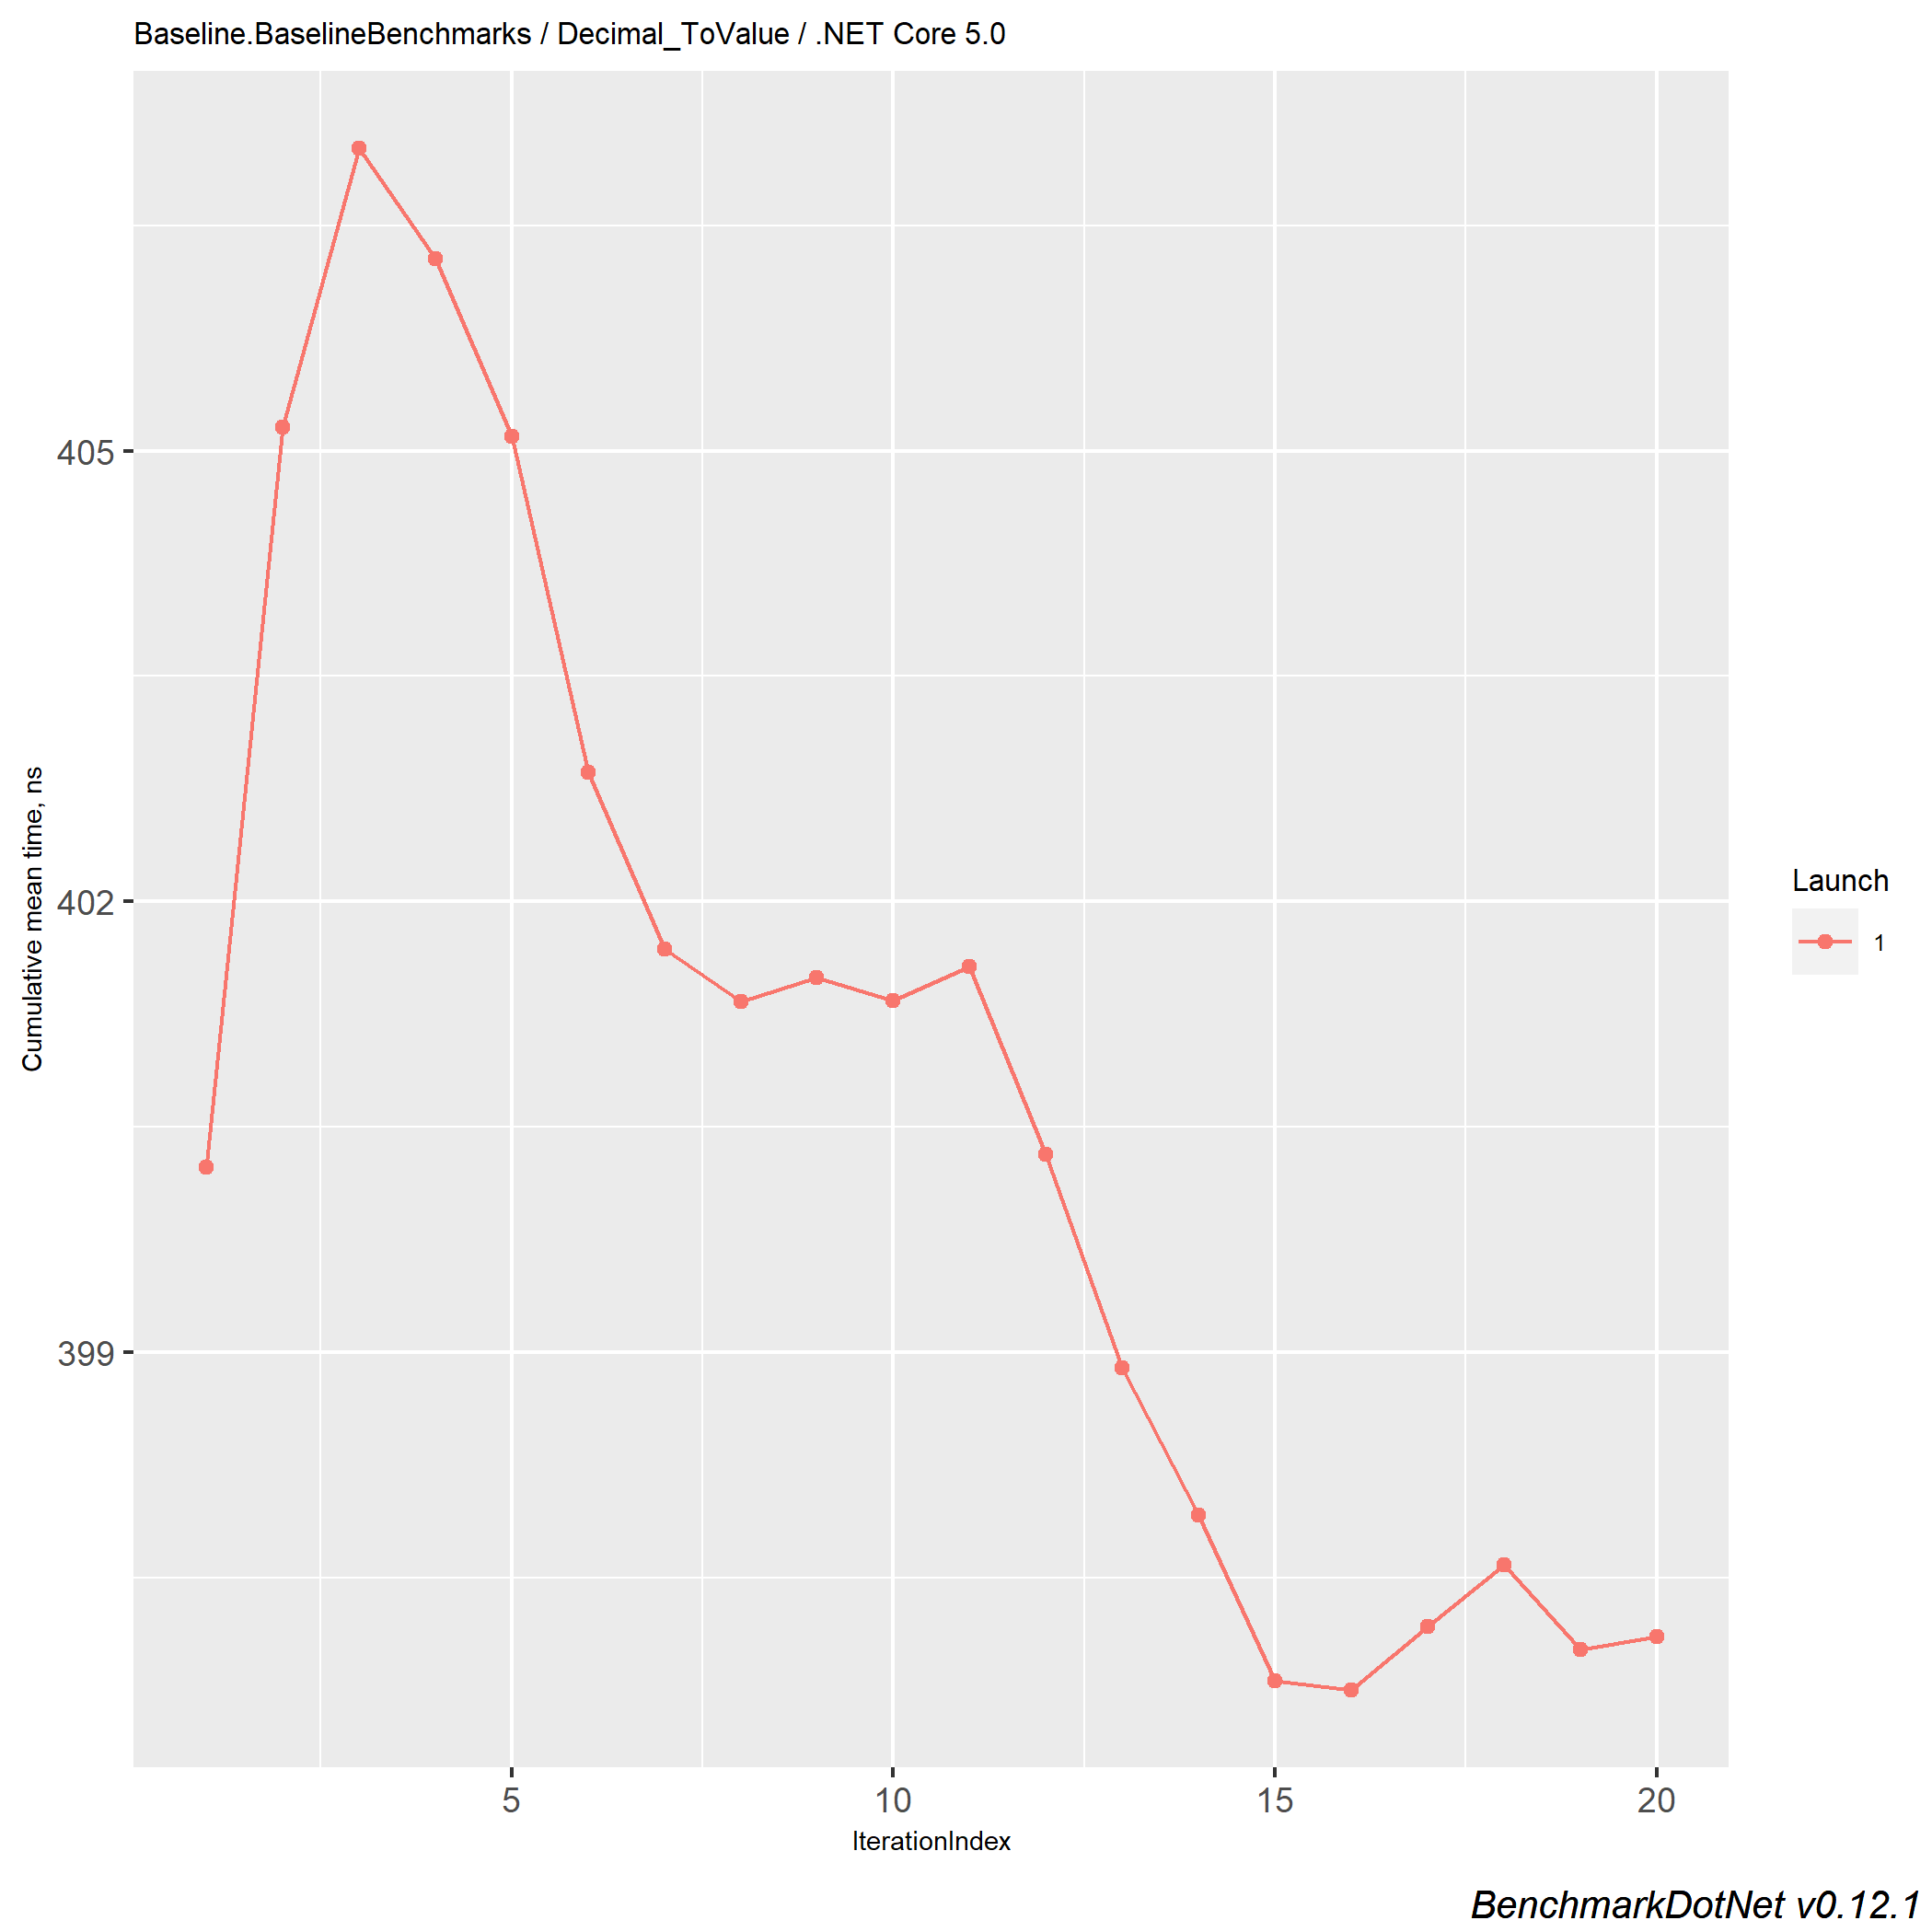 Baseline.BaselineBenchmarks / Decimal_ToValue / .NET Core 5.0
Cumulative mean time, ns
405
402
399
5 10 15 20
IterationIndex
Launch
1
BenchmarkDotNet v0.12.1